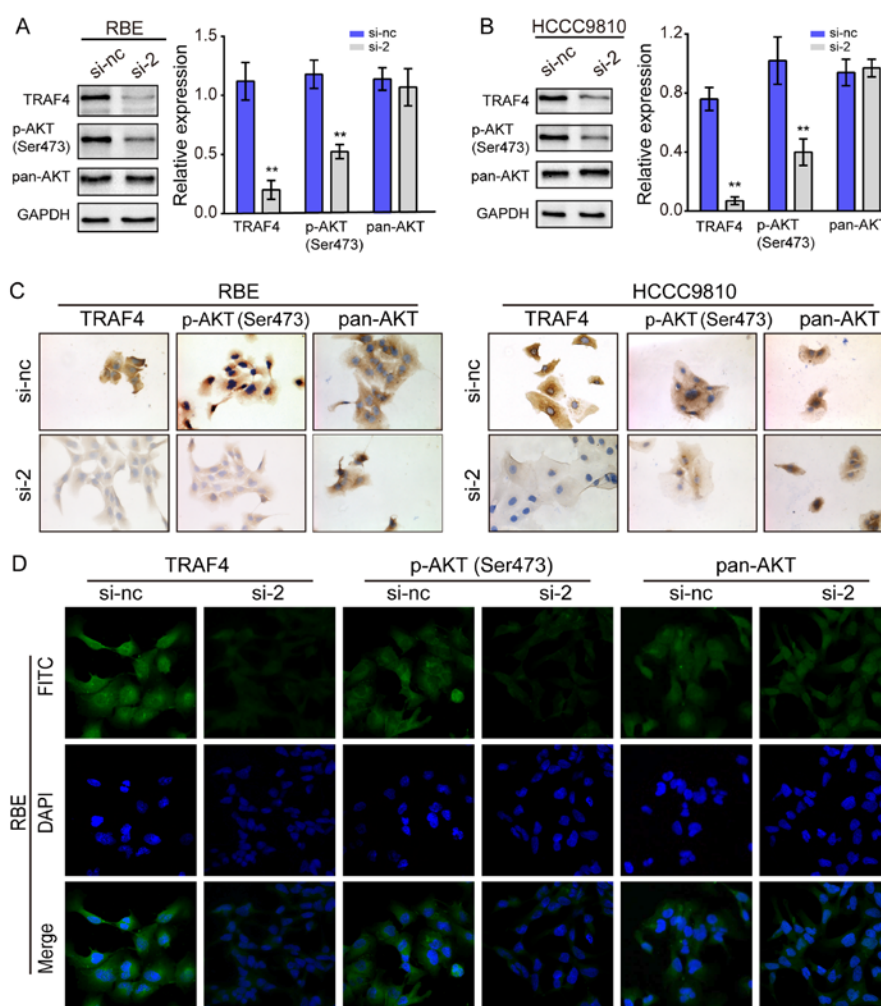 A
RBE
si-nc si-2
TRAF4
p-AKT
(Ser473)
pan-AKT
GAPDH
si-nc
si-2
Relative expression
1.5
1.0
0.5
0.0
**
**
TRAF4 p-AKT pan-AKT
(Ser473)
B
HCCC9810
si-nc si-2
TRAF4
p-AKT
(Ser473)
pan-AKT
GAPDH
si-nc
si-2
Relative expression
1.2
0.8
0.4
0.0
**
**
TRAF4 p-AKT pan-AKT
(Ser473)
C
RBE
TRAF4 p-AKT (Ser473) pan-AKT
si-nc
si-2
HCCC9810
TRAF4 p-AKT (Ser473) pan-AKT
si-nc
si-2
D
TRAF4 p-AKT (Ser473) pan-AKT
si-nc si-2 si-nc si-2 si-nc si-2
RBE
FITC
DAPI
Merge